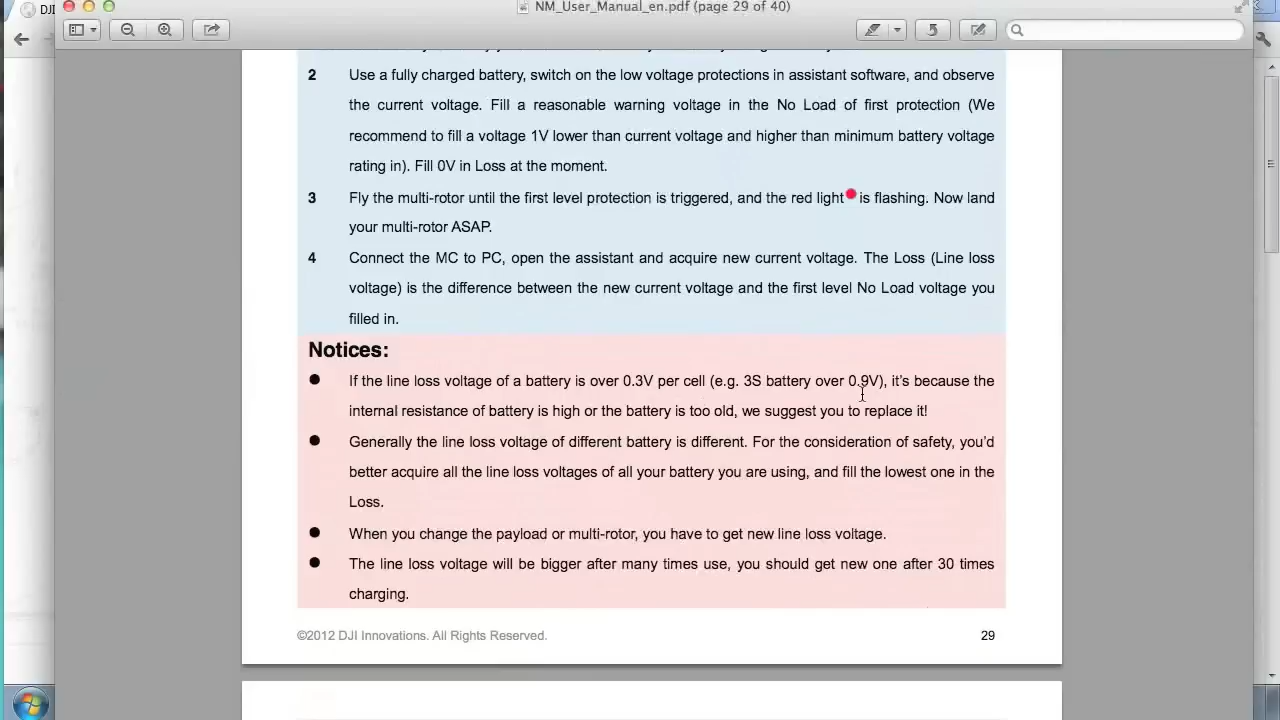 DJI
NM_User_Manual_en.pdf (page 29 of 40)
2 Use a fully charged battery, switch on the low voltage protections in assistant software, and observe
the current voltage. Fill a reasonable warning voltage in the No Load of first protection (We
recommend to fill a voltage 1V lower than current voltage and higher than minimum battery voltage
rating in). Fill 0V in Loss at the moment.
3 Fly the multi-rotor until the first level protection is triggered, and the red light is flashing. Now land
your multi-rotor ASAP.
4 Connect the MC to PC, open the assistant and acquire new current voltage. The Loss (Line loss
voltage) is the difference between the new current voltage and the first level No Load voltage you
filled in.
Notices:
● If the line loss voltage of a battery is over 0.3V per cell (e.g. 3S battery over 0.9V), it's because the
internal resistance of battery is high or the battery is too old, we suggest you to replace it!
● Generally the line loss voltage of different battery is different. For the consideration of safety, you'd
better acquire all the line loss voltages of all your battery you are using, and fill the lowest one in the
Loss.
● When you change the payload or multi-rotor, you have to get new line loss voltage.
● The line loss voltage will be bigger after many times use, you should get new one after 30 times
charging.
©2012 DJI Innovations. All Rights Reserved. 29